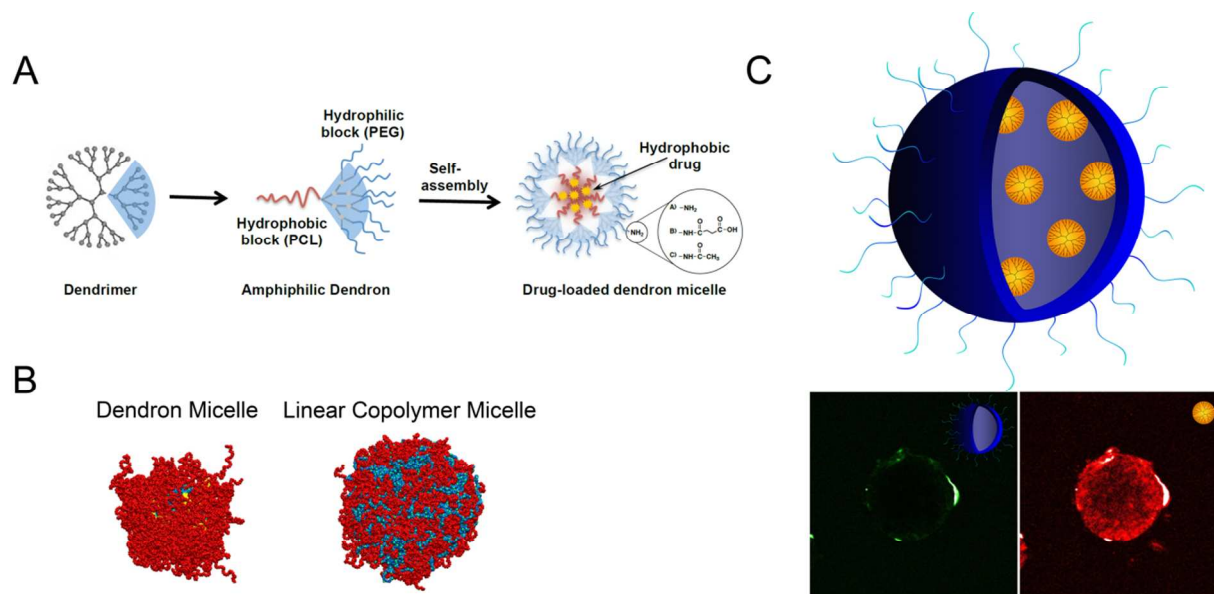 A
Hydrophilic
block (PEG)
Self-
assembly
Hydrophobic
drug
Hydrophobic
block (PCL)
NH₂
A) –NH₂
B) –NH–C
O
O
C–OH
C) –NH–C–CH₃
O
Dendrimer
Amphiphilic Dendron
Drug-loaded dendron micelle
B
Dendron Micelle
Linear Copolymer Micelle
C